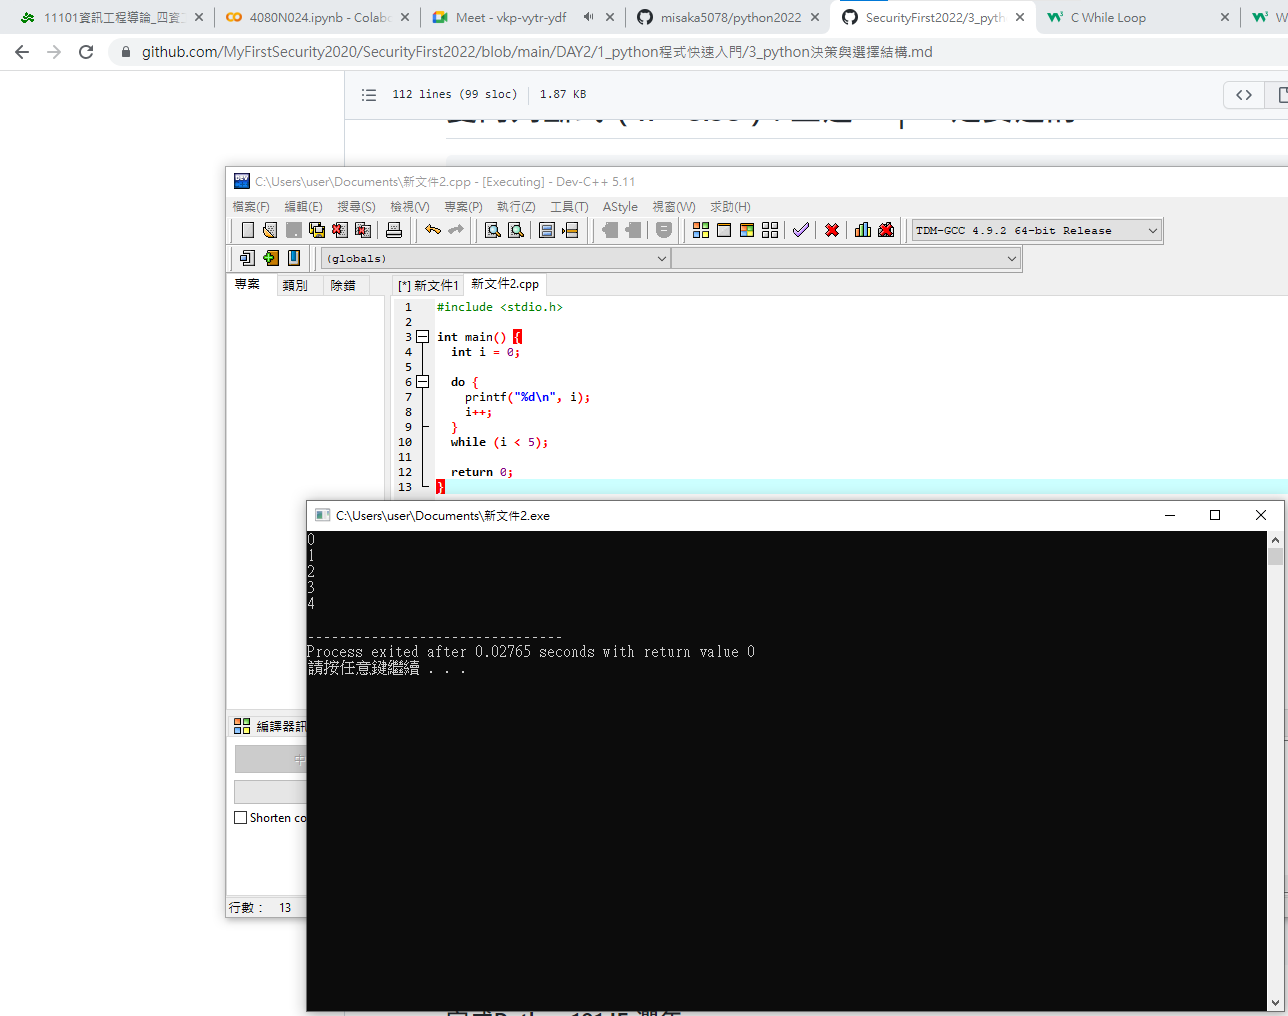 11101資訊工程導論_四資
4080N024.ipynb - Colab
Meet - vkp-vytr-ydf
misaka5078/python2022
SecurityFirst2022/3_pyth
C While Loop
W
github.com/MyFirstSecurity2020/SecurityFirst2022/blob/main/DAY2/1_python程式快速入門/3_python決策與選擇結構.md
112 lines (99 sloc)
1.87 KB
C:\Users\user\Documents\新文件2.cpp - [Executing] - Dev-C++ 5.11
檔案(F) 編輯(E) 搜尋(S) 檢視(V) 專案(P) 執行(Z) 工具(T) AStyle 視窗(W) 求助(H)
TDM-GCC 4.9.2 64-bit Release
(globals)
專案 類別 除錯
[*] 新文件1 新文件2.cpp
1 #include <stdio.h>
2
3 int main() {
4 int i = 0;
5
6 do {
7 printf("%d\n", i);
8 i++;
9 }
10 while (i < 5);
11
12 return 0;
13 }
C:\Users\user\Documents\新文件2.exe
0
1
2
3
4
--------------------------------
Process exited after 0.02765 seconds with return value 0
請按任意鍵繼續 . . .
編譯器訊
中
Shorten co
行數： 13